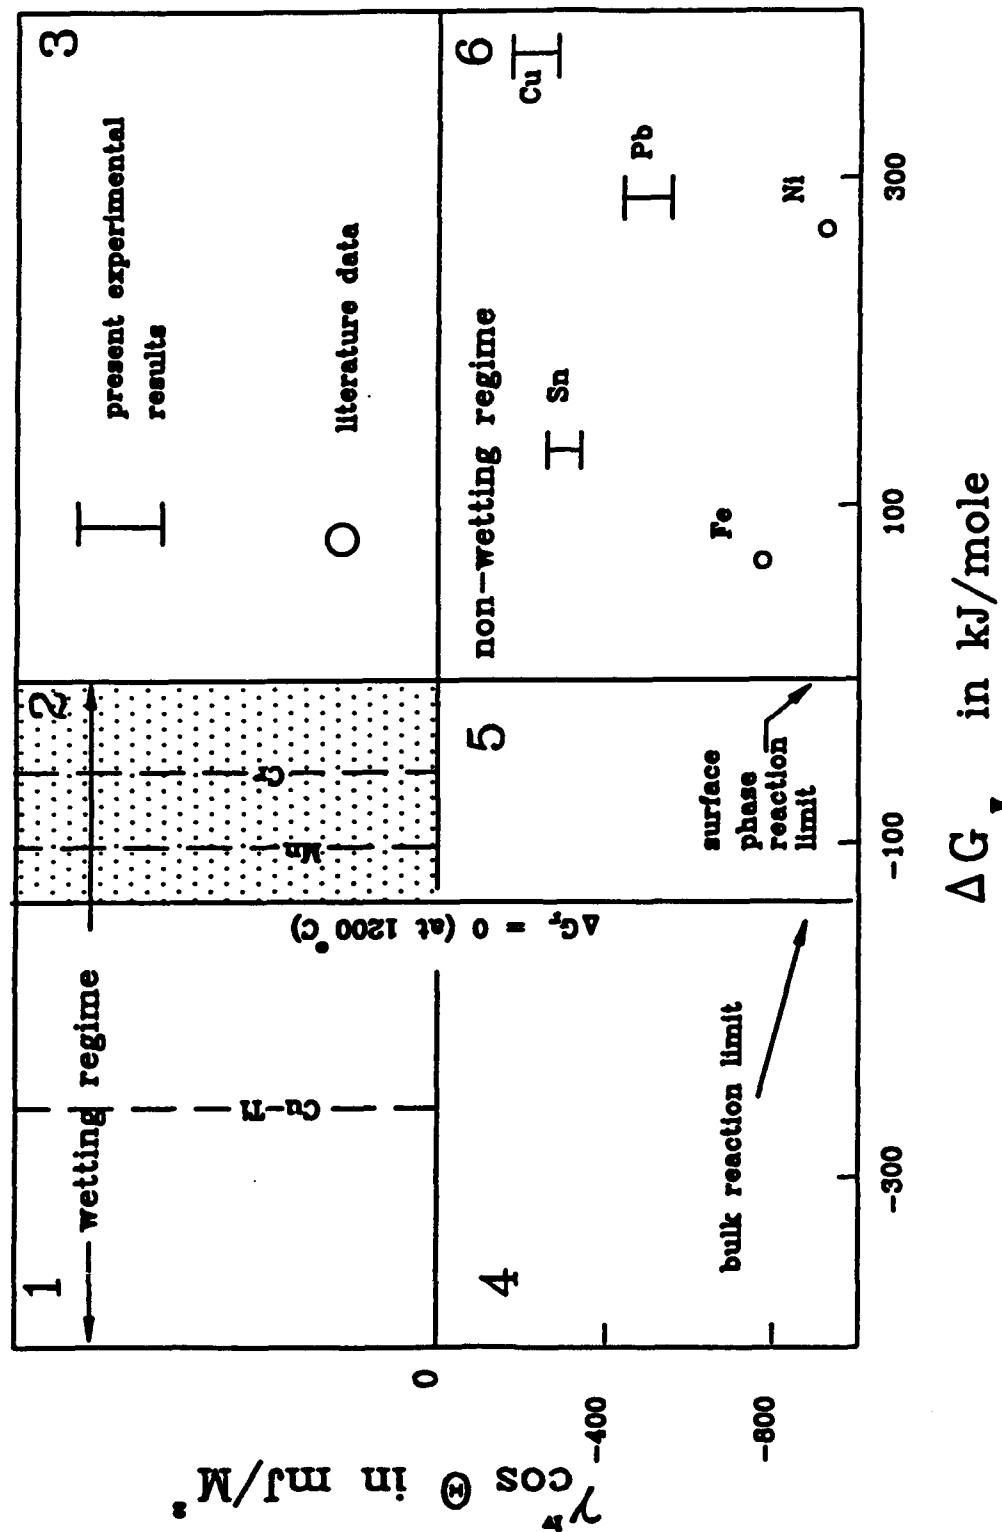 1
2
3
wetting regime
present experimental
results
literature data
Cu-Ti
Mn
Cr
ΔGᵣ = 0 (at 1200°C)
4
5
6
non-wetting regime
Cu
Pb
Sn
Fe
Ni
bulk reaction limit
surface
phase
reaction
limit
0
-400
-800
γˡᵛ cos Θ in mJ/M²
-300
-100
100
300
ΔG in kJ/mole